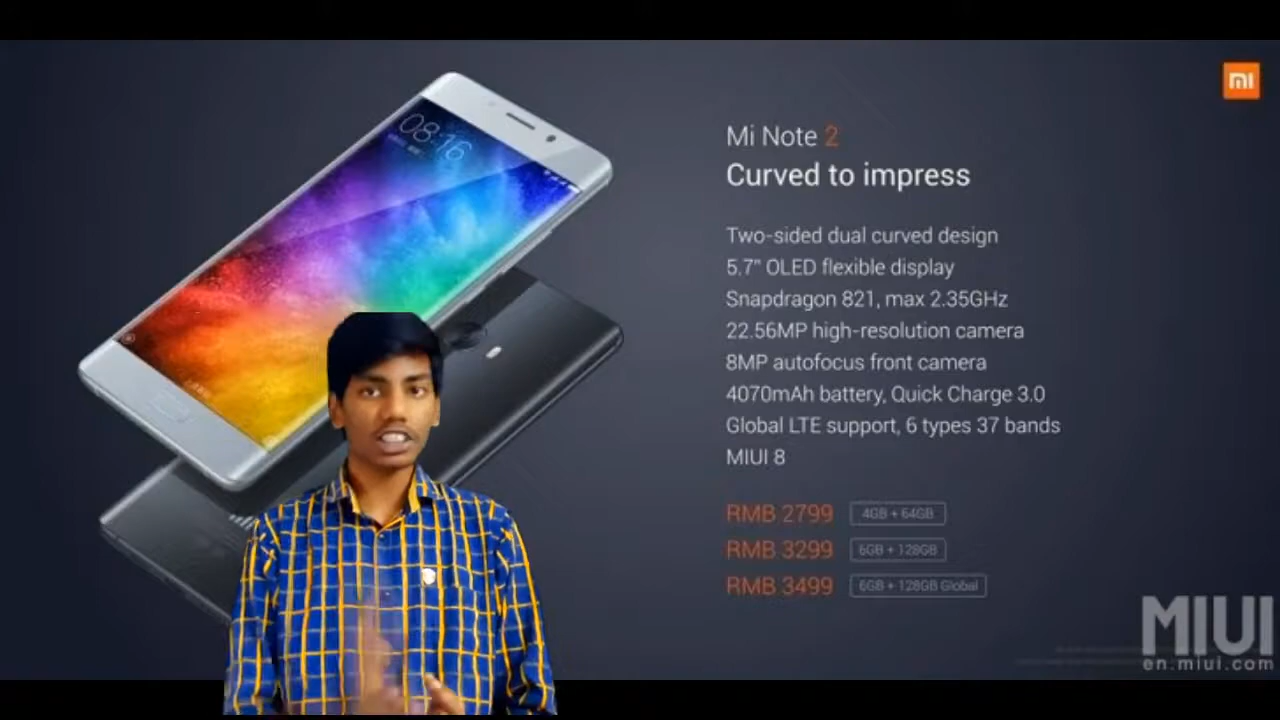 08:16
mi
Mi Note 2
Curved to impress
Two-sided dual curved design
5.7" OLED flexible display
Snapdragon 821, max 2.35GHz
22.56MP high-resolution camera
8MP autofocus front camera
4070mAh battery, Quick Charge 3.0
Global LTE support, 6 types 37 bands
MIUI 8
RMB 2799 4GB + 64GB
RMB 3299 6GB + 128GB
RMB 3499 6GB + 128GB Global
MIUI
en.miui.com